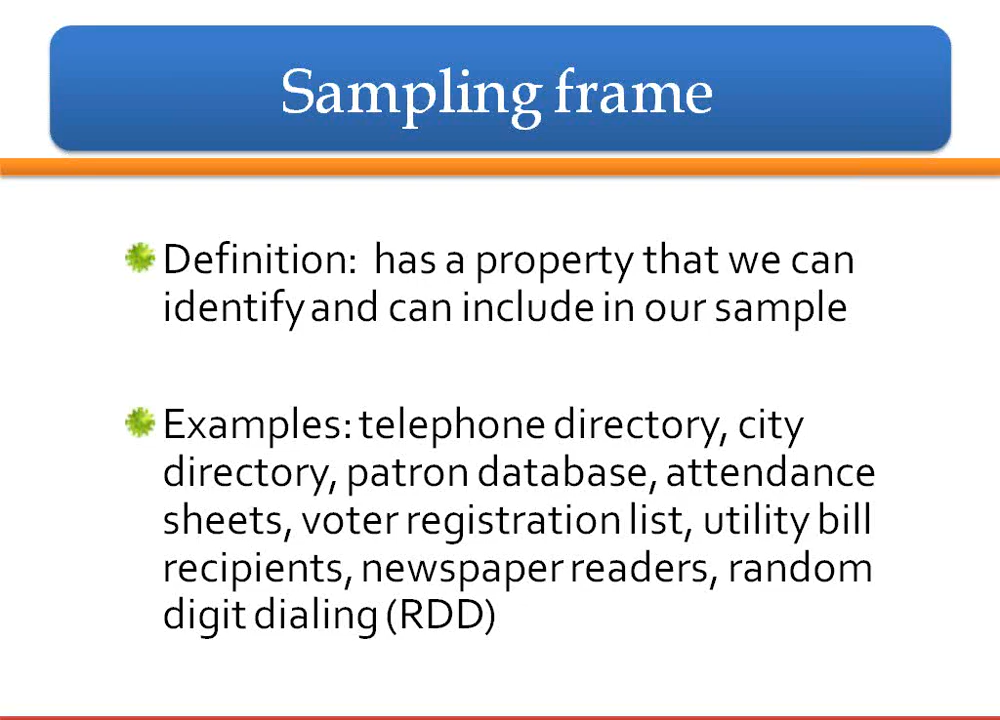 Sampling frame
Definition:  has a property that we can
identify and can include in our sample
Examples: telephone directory, city
directory, patron database, attendance
sheets, voter registration list, utility bill
recipients, newspaper readers, random
digit dialing (RDD)